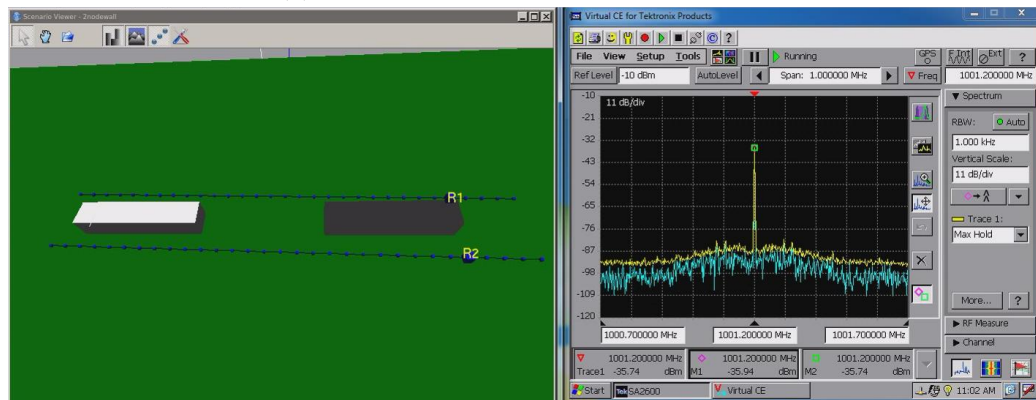 Scenario Viewer - 2nodewall
R1
R2
Virtual CE for Tektronix Products
File View Setup Tools Running GPS F Int Ext ?
Ref Level -10 dBm AutoLevel Span: 1.000000 MHz Freq 1001.200000 MHz
-10
11 dB/div
-21
-32
-43
-54
-65
-76
-87
-98
-109
-120
1000.700000 MHz 1001.200000 MHz 1001.700000 MHz
1001.200000 MHz 1001.200000 MHz 1001.200000 MHz
Trace1 -35.74 dBm M1 -35.94 dBm M2 -35.74 dBm
Spectrum
RBW: Auto
1.000 kHz
Vertical Scale:
11 dB/div
Trace 1:
Max Hold
More... ?
RF Measure
Channel
Start Tek SA2600 Virtual CE 11:02 AM